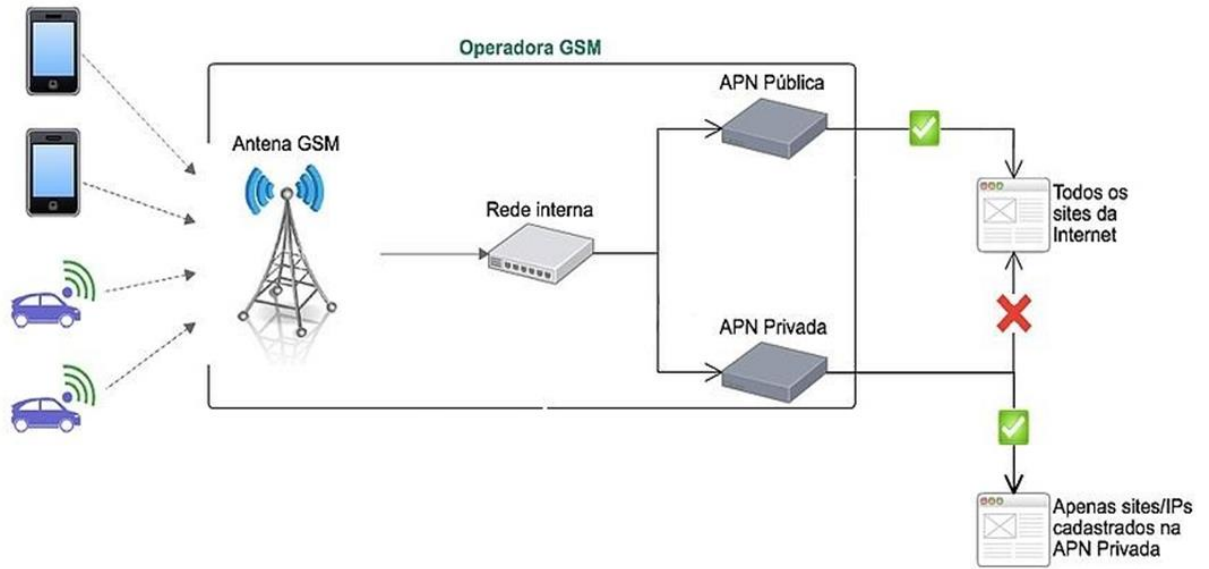 Operadora GSM
APN Pública
Antena GSM
Rede interna
Todos os
sites da
Internet
APN Privada
Apenas sites/IPs
cadastrados na
APN Privada